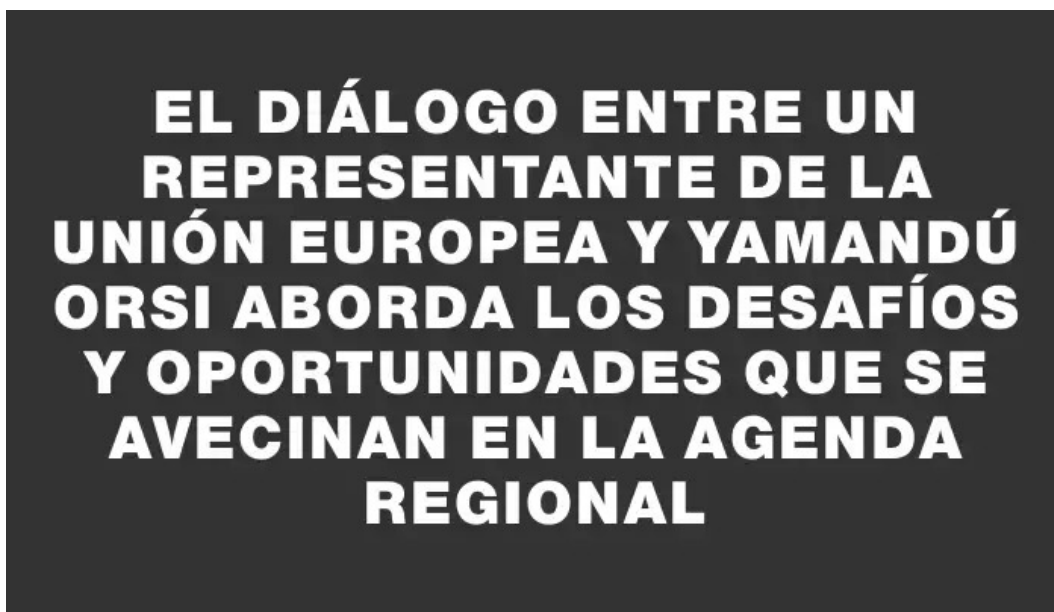 EL DIÁLOGO ENTRE UN
REPRESENTANTE DE LA
UNIÓN EUROPEA Y YAMANDÚ
ORSI ABORDA LOS DESAFÍOS
Y OPORTUNIDADES QUE SE
AVECINAN EN LA AGENDA
REGIONAL